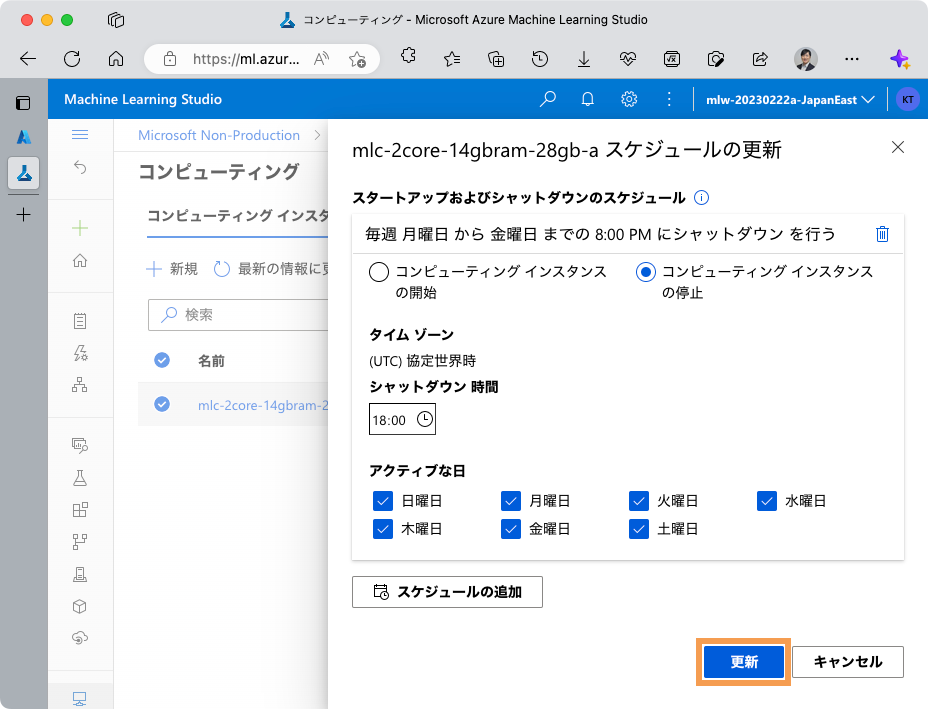 コンピューティング - Microsoft Azure Machine Learning Studio
https://ml.azur...
Machine Learning Studio
mlw-20230222a-JapanEast
KT
Microsoft Non-Production
コンピューティング
コンピューティング インスタ
新規
最新の情報に更
検索
名前
mlc-2core-14gbram-2
mlc-2core-14gbram-28gb-a スケジュールの更新
スタートアップおよびシャットダウンのスケジュール
毎週 月曜日 から 金曜日 までの 8:00 PM にシャットダウン を行う
コンピューティング インスタンス
の開始
コンピューティング インスタンス
の停止
タイム ゾーン
(UTC) 協定世界時
シャットダウン 時間
18:00
アクティブな日
日曜日 月曜日 火曜日 水曜日
木曜日 金曜日 土曜日
スケジュールの追加
更新 キャンセル